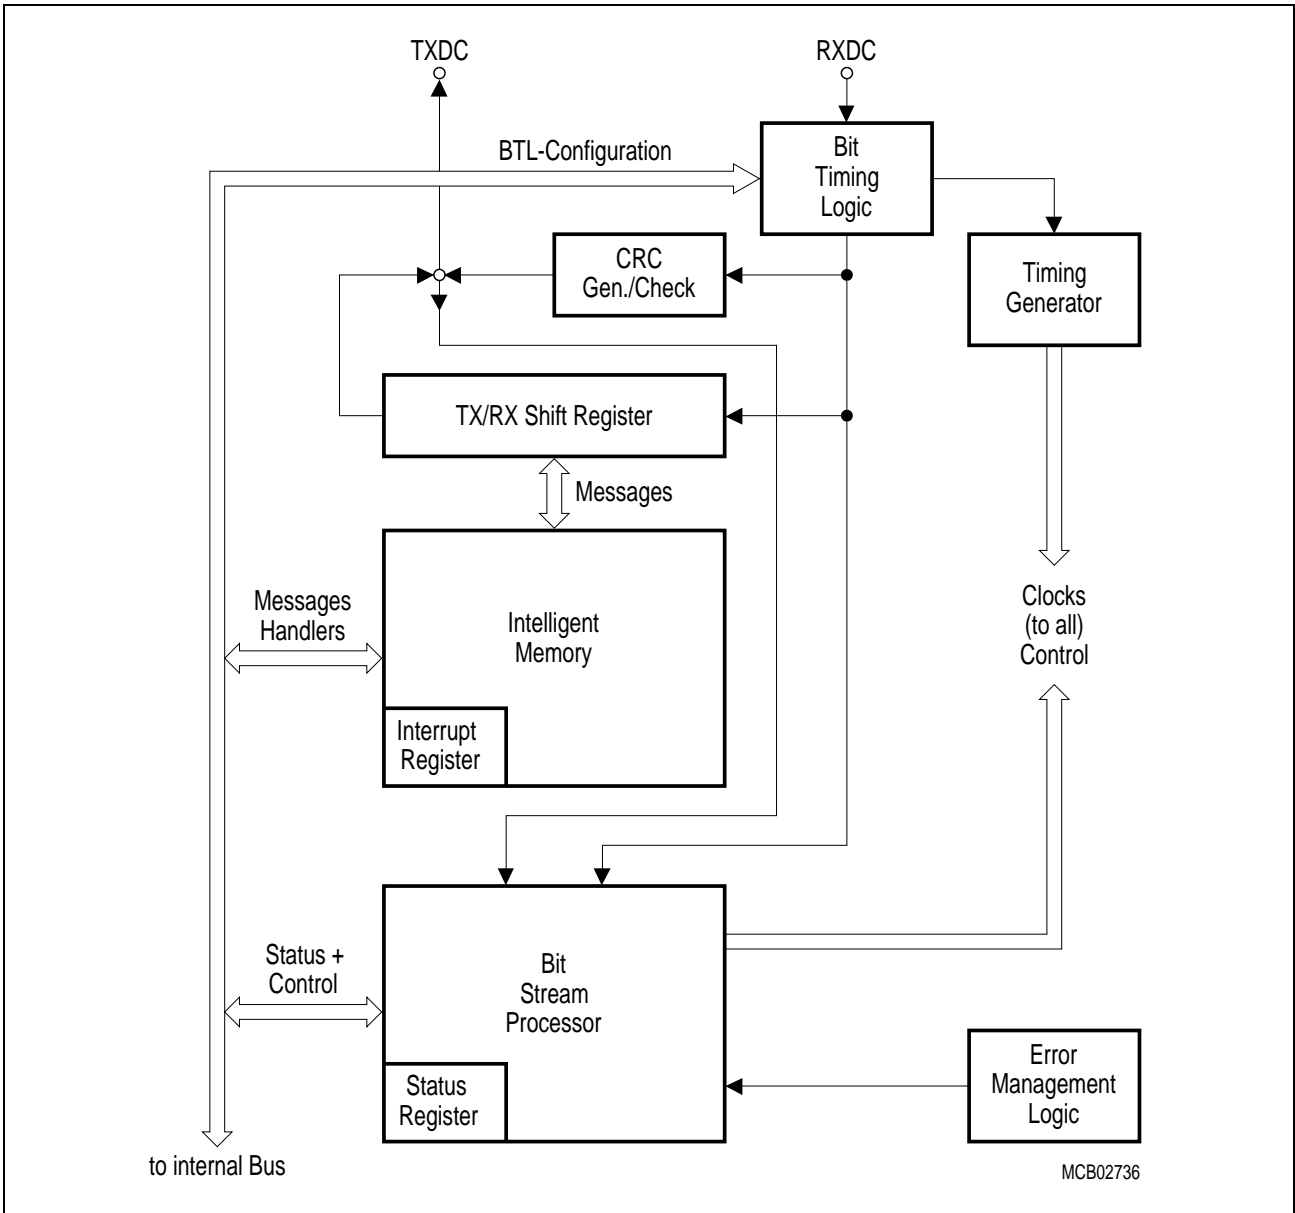 TXDC
RXDC
BTL-Configuration
Bit
Timing
Logic
CRC
Gen./Check
Timing
Generator
TX/RX Shift Register
Messages
Messages
Handlers
Intelligent
Memory
Clocks
(to all)
Control
Interrupt
Register
Status +
Control
Bit
Stream
Processor
Error
Management
Logic
Status
Register
to internal Bus
MCB02736